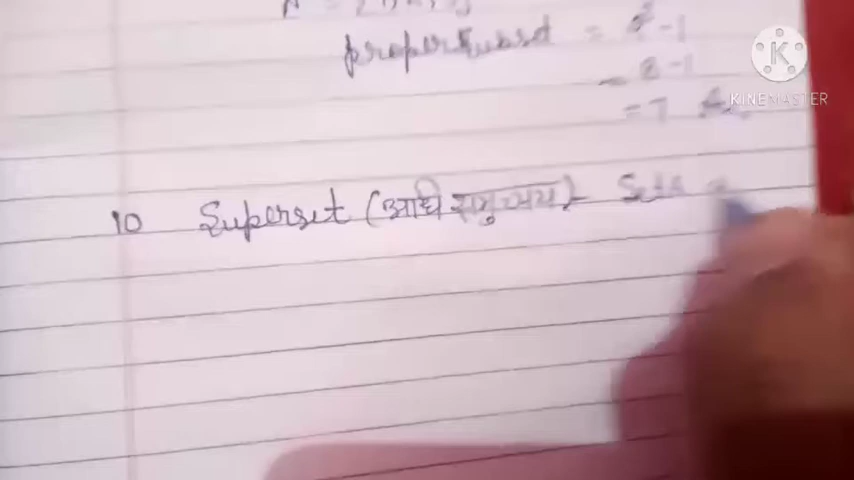 Proper Subset = 2³-1
= 8-1
= 7
10 Superset (अधि समुच्चय)- Set A
KINEMASTER